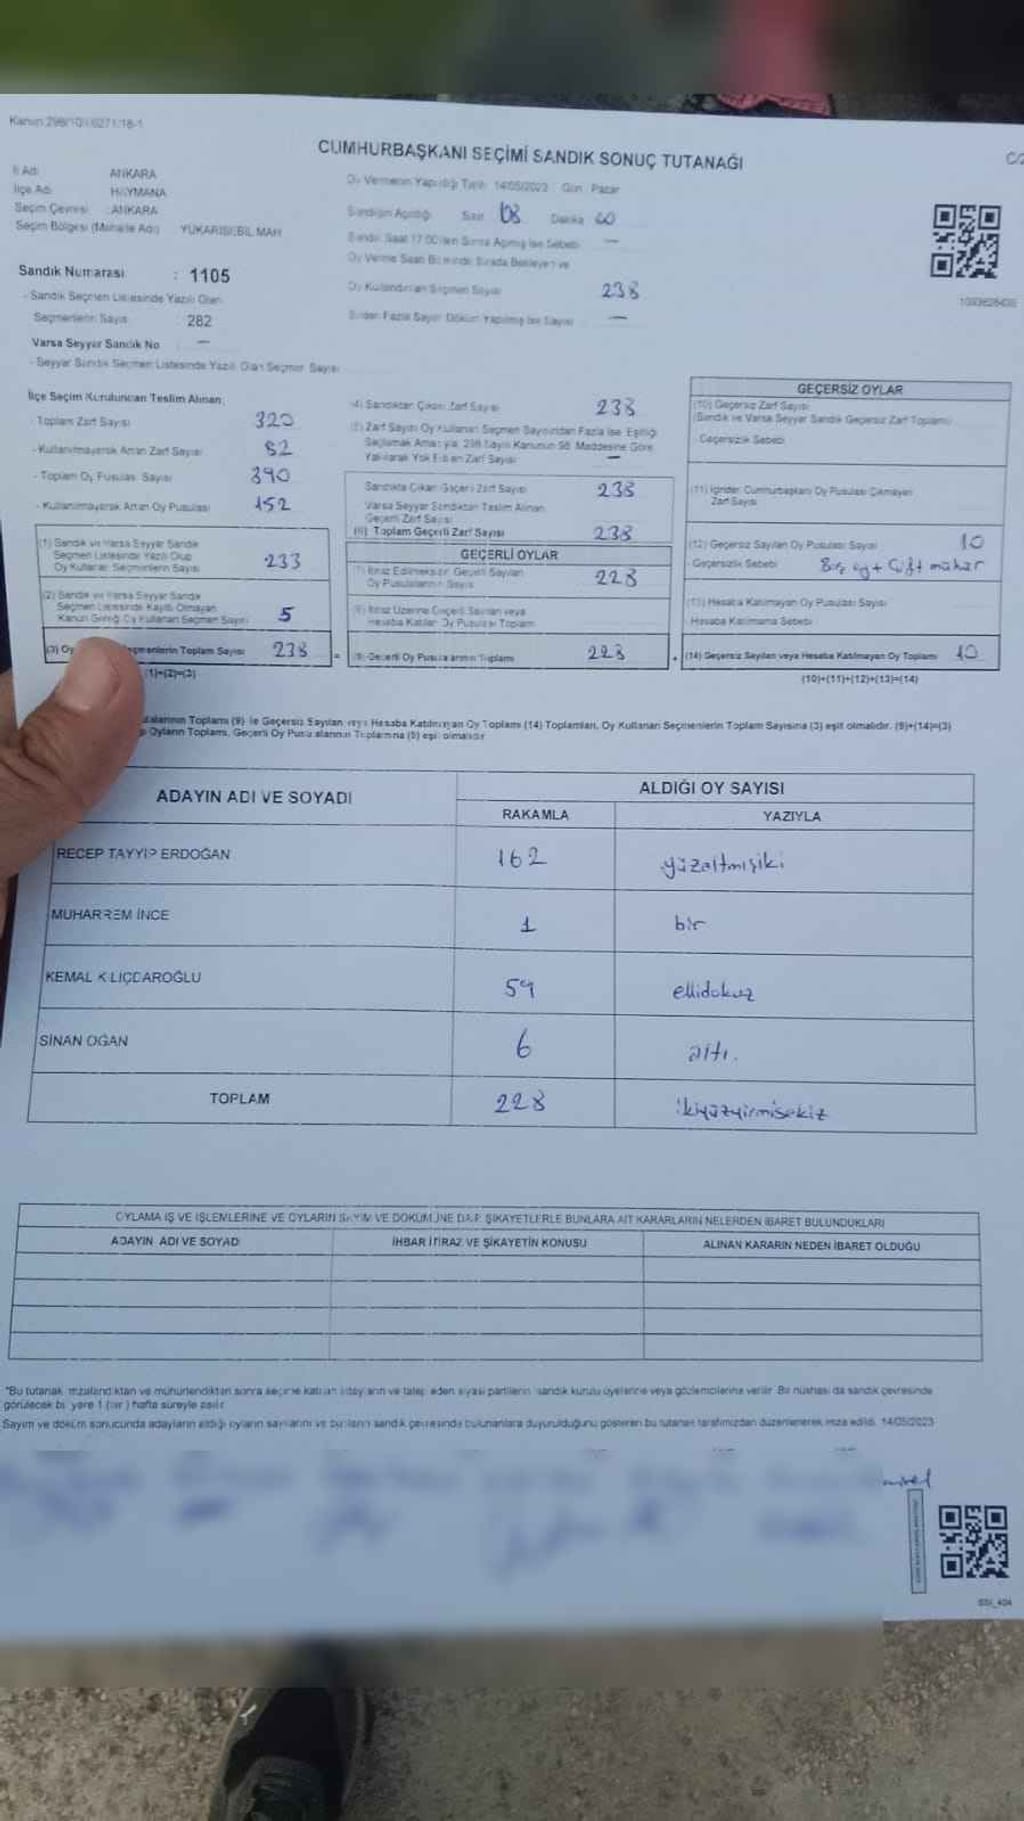 Kanun 298/101 6271/18-1
CUMHURBAŞKANI SEÇİMİ SANDIK SONUÇ TUTANAĞI
İl Adı ANKARA
İlçe Adı HAYMANA
Seçim Çevresi : ANKARA
Seçim Bölgesi (Mahalle Adı) YUKARISEBİL MAH
Sandık Numarası : 1105
- Sandık Seçmen Listesinde Yazılı Olan
Seçmenlerin Sayısı 282
Varsa Seyyar Sandık No —
- Seyyar Sandık Seçmen Listesinde Yazılı Olan Seçmen Sayısı
Oy Vermenin Yapıldığı Tarih 14/05/2023 Gün Pazar
Sandığın Açıldığı Saat 08 Dakika 00
Sandık Saat 17:00'den Sonra Açılmış İse Sebebi —
Oy Verme Saati Bitiminde Sırada Bekleyen ve
Oy Kullandırılan Seçmen Sayısı 238
Birden Fazla Sayım Döküm Yapılmış İse Sayısı —
İlçe Seçim Kurulundan Teslim Alınan;
Toplam Zarf Sayısı 320
- Kullanılmayarak Artan Zarf Sayısı 82
- Toplam Oy Pusulası Sayısı 390
- Kullanılmayarak Artan Oy Pusulası 152
(1) Sandık ve Varsa Seyyar Sandık
Seçmen Listesinde Yazılı Olup
Oy Kullanan Seçmenlerin Sayısı 233
(2) Sandık ve Varsa Seyyar Sandık
Seçmen Listesinde Kayıtlı Olmayan
Kanun Gereği Oy Kullanan Seçmen Sayısı 5
(3) Oy Seçmenlerin Toplam Sayısı 238
(1)+(2)=(3)
(4) Sandıktan Çıkan Zarf Sayısı 238
(5) Zarf Sayısı Oy Kullanan Seçmen Sayısından Fazla İse, Eşitliği
Sağlamak Amacıyla, 298 Sayılı Kanunun 98. Maddesine Göre
Yakılarak Yok Edilen Zarf Sayısı —
Sandıkta Çıkan Geçerli Zarf Sayısı 238
Varsa Seyyar Sandıktan Teslim Alınan
Geçerli Zarf Sayısı
(6) Toplam Geçerli Zarf Sayısı 238
GEÇERLİ OYLAR
(7) İtiraz Edilmeksizin Geçerli Sayılan
Oy Pusulalarının Sayısı 228
(8) İtiraz Üzerine Geçerli Sayılan veya
Hesaba Katılan Oy Pusulası Toplamı
(9) Geçerli Oy Pusulalarının Toplamı 228
GEÇERSİZ OYLAR
(10) Geçersiz Zarf Sayısı
(Sandık ve Varsa Seyyar Sandık Geçersiz Zarf Toplamı)
Geçersizlik Sebebi
(11) İçinden Cumhurbaşkanı Oy Pusulası Çıkmayan
Zarf Sayısı
(12) Geçersiz Sayılan Oy Pusulası Sayısı 10
Geçersizlik Sebebi Boş oy + Çift mühür
(13) Hesaba Katılmayan Oy Pusulası Sayısı
Hesaba Katılmama Sebebi
(14) Geçersiz Sayılan veya Hesaba Katılmayan Oy Toplamı 10
(10)+(11)+(12)+(13)=(14)
Toplamı (9) ile Geçersiz Sayılan veya Hesaba Katılmayan Oy Toplamı (14) Toplamları, Oy Kullanan Seçmenlerin Toplam Sayısına (3) eşit olmalıdır. (9)+(14)=(3)
Oyların Toplamı, Geçerli Oy Pusulalarının Toplamına (9) eşit olmalıdır
ADAYIN ADI VE SOYADI ALDIĞI OY SAYISI
RAKAMLA YAZIYLA
RECEP TAYYİP ERDOĞAN 162 yüzaltmışiki
MUHARREM İNCE 1 bir
KEMAL KILIÇDAROĞLU 59 ellidokuz
SİNAN OĞAN 6 altı.
TOPLAM 228 ikiyüzyirmisekiz
OYLAMA İŞ VE İŞLEMLERİNE VE OYLARIN SAYIM VE DÖKÜMÜNE DAİR ŞİKAYETLERLE BUNLARA AİT KARARLARIN NELERDEN İBARET BULUNDUKLARI
ADAYIN ADI VE SOYADI İHBAR İTİRAZ VE ŞİKAYETİN KONUSU ALINAN KARARIN NEDEN İBARET OLDUĞU
"Bu tutanak, imzalandıktan ve mühürlendikten sonra seçime katılan adayların ve talep eden siyasi partilerin sandık kurulu üyelerine veya gözlemcilerine verilir. Bir nüshası da sandık çevresinde
görülecek bir yere 1 (bir) hafta süreyle asılır.
Sayım ve döküm sonucunda adayların aldığı oyların sayılarını ve bunların sandık çevresinde bulunanlara duyurulduğunu gösteren bu tutanak tarafımızdan düzenlenerek imza edildi. 14/05/2023